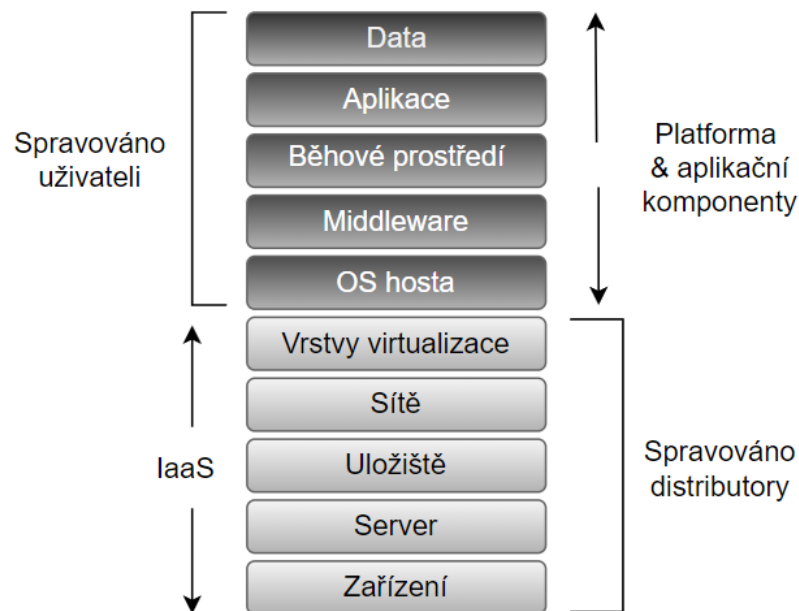 Data
Aplikace
Běhové prostředí
Middleware
OS hosta
Vrstvy virtualizace
Sítě
Uložiště
Server
Zařízení
Spravováno
uživateli
IaaS
Platforma
& aplikační
komponenty
Spravováno
distributory